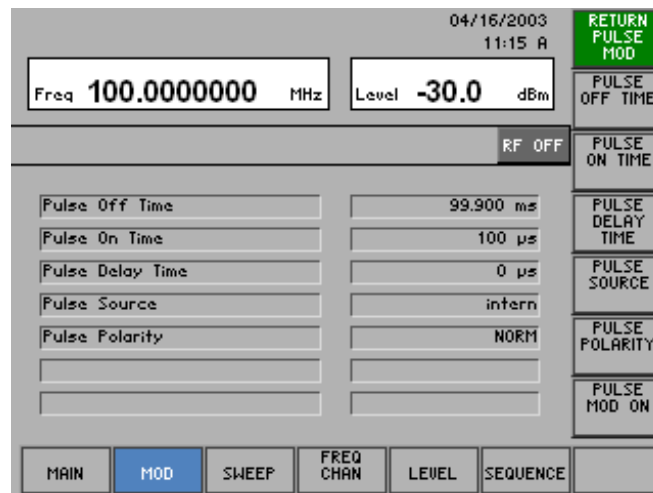 04/16/2003
11:15 A
Freq 100.0000000 MHz
Level -30.0 dBm
RF OFF
Pulse Off Time 99.900 ms
Pulse On Time 100 µs
Pulse Delay Time 0 µs
Pulse Source intern
Pulse Polarity NORM
RETURN
PULSE
MOD
PULSE
OFF TIME
PULSE
ON TIME
PULSE
DELAY
TIME
PULSE
SOURCE
PULSE
POLARITY
PULSE
MOD ON
MAIN
MOD
SWEEP
FREQ
CHAN
LEVEL
SEQUENCE